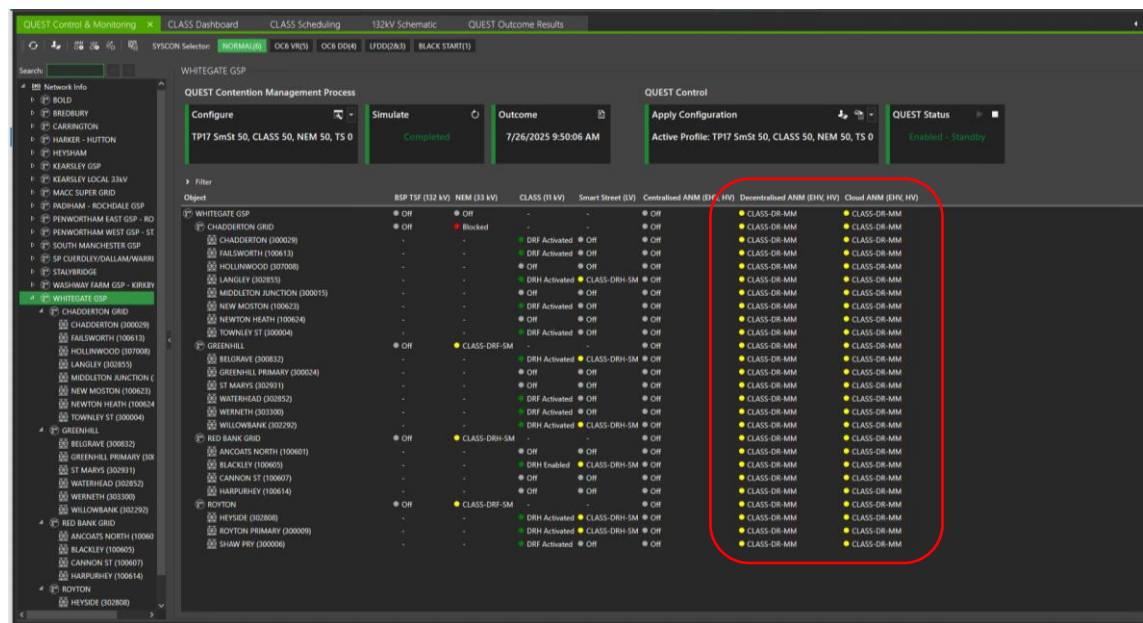 QUEST Control & Monitoring × CLASS Dashboard CLASS Scheduling 132kV Schematic QUEST Outcome Results
SYSCON Selector: NORMAL(6) OC6 VR(5) OC6 DD(4) LFDD(2&3) BLACK START(1)
Search:
Network Info
BOLD
BREDBURY
CARRINGTON
HARKER - HUTTON
HEYSHAM
KEARSLEY GSP
KEARSLEY LOCAL 33kV
MACC SUPER GRID
PADIHAM - ROCHDALE GSP
PENWORTHAM EAST GSP - RO
PENWORTHAM WEST GSP - ST
SOUTH MANCHESTER GSP
SP CUERDLEY/DALLAM/WARRI
STALYBRIDGE
WASHWAY FARM GSP - KIRKBY
WHITEGATE GSP
CHADDERTON GRID
CHADDERTON (300029)
FAILSWORTH (100613)
HOLLINWOOD (307008)
LANGLEY (302855)
MIDDLETON JUNCTION (
NEW MOSTON (100623)
NEWTON HEATH (100624
TOWNLEY ST (300004)
GREENHILL
BELGRAVE (300832)
GREENHILL PRIMARY (30
ST MARYS (302931)
WATERHEAD (302852)
WERNETH (303300)
WILLOWBANK (302292)
RED BANK GRID
ANCOATS NORTH (10060
BLACKLEY (100605)
CANNON ST (100607)
HARPURHEY (100614)
ROYTON
HEYSIDE (302808)
WHITEGATE GSP
QUEST Contention Management Process QUEST Control
Configure Simulate Outcome Apply Configuration QUEST Status
TP17 SmSt 50, CLASS 50, NEM 50, TS 0 Completed 7/26/2025 9:50:06 AM Active Profile: TP17 SmSt 50, CLASS 50, NEM 50, TS 0 Enabled - Standby
Filter
Object BSP TSF (132 kV) NEM (33 kV) CLASS (11 kV) Smart Street (LV) Centralised ANM (EHV, HV) Decentralised ANM (EHV, HV) Cloud ANM (EHV, HV)
WHITEGATE GSP Off Off - - Off CLASS-DR-MM CLASS-DR-MM
CHADDERTON GRID Off Blocked - - Off CLASS-DR-MM CLASS-DR-MM
CHADDERTON (300029) - - DRF Activated Off Off CLASS-DR-MM CLASS-DR-MM
FAILSWORTH (100613) - - DRF Activated Off Off CLASS-DR-MM CLASS-DR-MM
HOLLINWOOD (307008) - - Off Off Off CLASS-DR-MM CLASS-DR-MM
LANGLEY (302855) - - DRH Activated CLASS-DRH-SM Off CLASS-DR-MM CLASS-DR-MM
MIDDLETON JUNCTION (300015) - - Off Off Off CLASS-DR-MM CLASS-DR-MM
NEW MOSTON (100623) - - DRF Activated Off Off CLASS-DR-MM CLASS-DR-MM
NEWTON HEATH (100624) - - Off Off Off CLASS-DR-MM CLASS-DR-MM
TOWNLEY ST (300004) - - DRF Activated Off Off CLASS-DR-MM CLASS-DR-MM
GREENHILL Off CLASS-DRF-SM - - Off CLASS-DR-MM CLASS-DR-MM
BELGRAVE (300832) - - DRH Activated CLASS-DRH-SM Off CLASS-DR-MM CLASS-DR-MM
GREENHILL PRIMARY (300024) - - Off Off Off CLASS-DR-MM CLASS-DR-MM
ST MARYS (302931) - - Off Off Off CLASS-DR-MM CLASS-DR-MM
WATERHEAD (302852) - - DRF Activated Off Off CLASS-DR-MM CLASS-DR-MM
WERNETH (303300) - - DRF Activated Off Off CLASS-DR-MM CLASS-DR-MM
WILLOWBANK (302292) - - DRH Activated CLASS-DRH-SM Off CLASS-DR-MM CLASS-DR-MM
RED BANK GRID Off CLASS-DRH-SM - - Off CLASS-DR-MM CLASS-DR-MM
ANCOATS NORTH (100601) - - Off Off Off CLASS-DR-MM CLASS-DR-MM
BLACKLEY (100605) - - DRH Enabled CLASS-DRH-SM Off CLASS-DR-MM CLASS-DR-MM
CANNON ST (100607) - - Off Off Off CLASS-DR-MM CLASS-DR-MM
HARPURHEY (100614) - - Off Off Off CLASS-DR-MM CLASS-DR-MM
ROYTON Off CLASS-DRF-SM - - Off CLASS-DR-MM CLASS-DR-MM
HEYSIDE (302808) - - DRH Activated CLASS-DRH-SM Off CLASS-DR-MM CLASS-DR-MM
ROYTON PRIMARY (300009) - - DRH Activated CLASS-DRH-SM Off CLASS-DR-MM CLASS-DR-MM
SHAW PRY (300006) - - DRF Activated Off Off CLASS-DR-MM CLASS-DR-MM